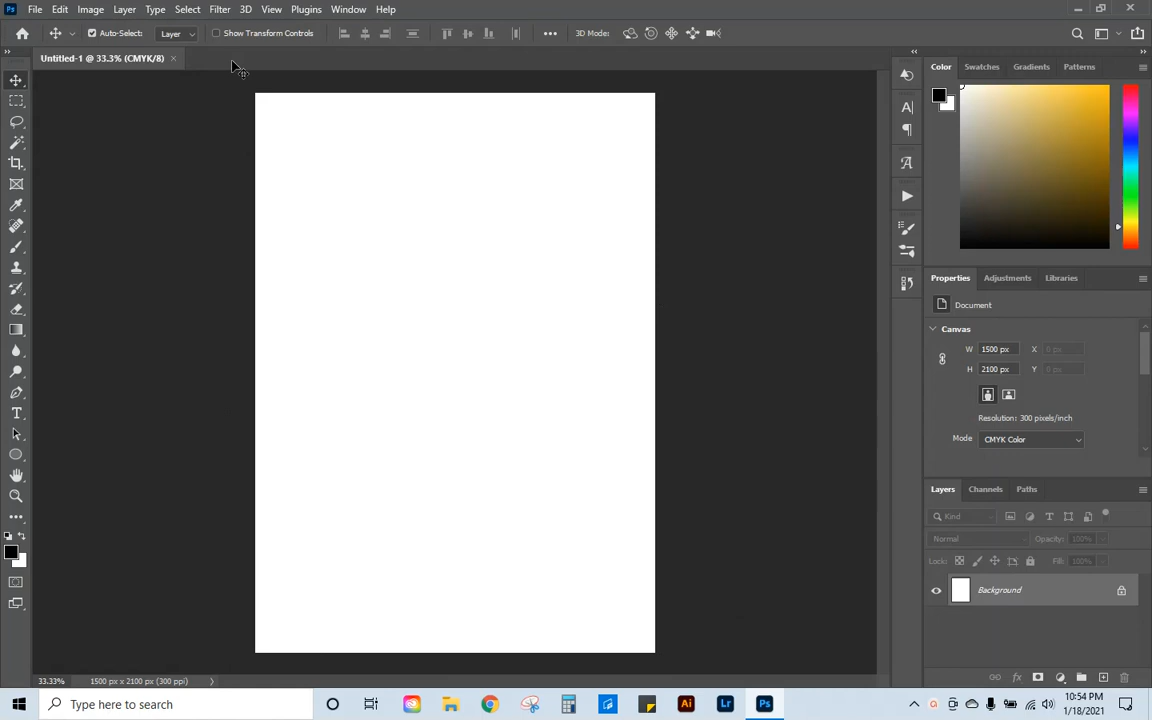 Ps File Edit Image Layer Type Select Filter 3D View Plugins Window Help
Auto-Select: Layer Show Transform Controls 3D Mode:
Untitled-1 @ 33.3% (CMYK/8)
Color Swatches Gradients Patterns
Properties Adjustments Libraries
Document
Canvas
W 1500 px X 0 px
H 2100 px Y 0 px
Resolution: 300 pixels/inch
Mode CMYK Color
Layers Channels Paths
Kind
Normal Opacity: 100%
Lock: Fill: 100%
Background
33.33% 1500 px x 2100 px (300 ppi)
Type here to search Ai Lr Ps 10:54 PM
1/18/2021